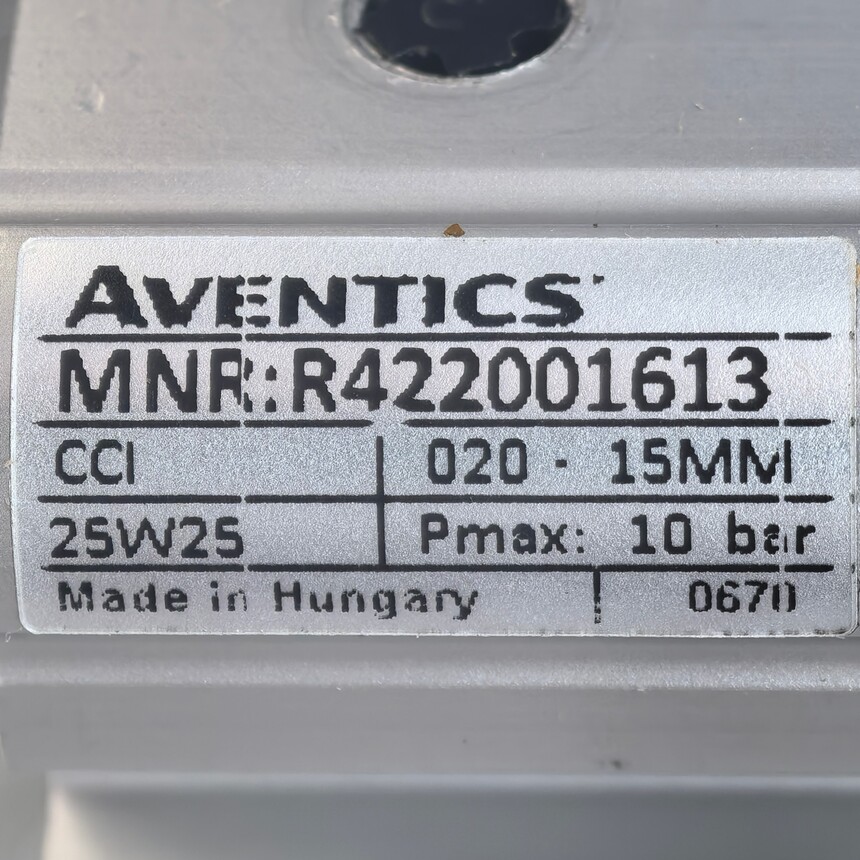 AVENTICS
MNR:R422001613
CCI 020 - 15MM
25W25 Pmax: 10 bar
Made in Hungary 0670